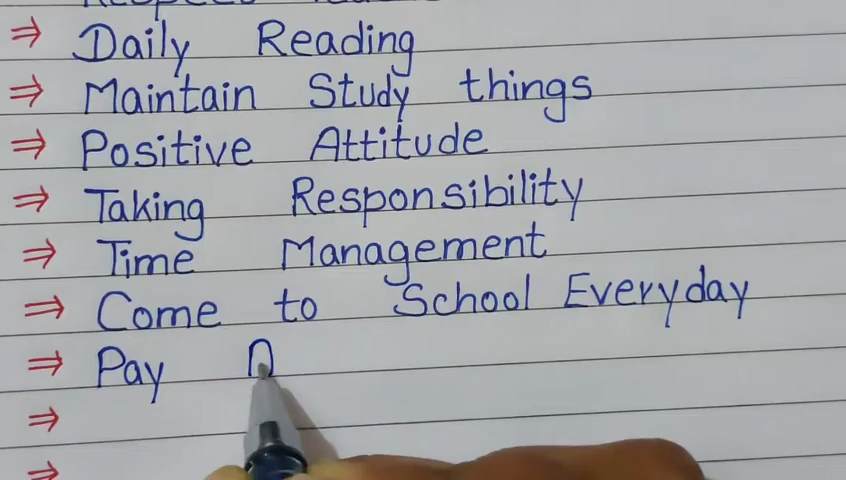 ⇒ Daily Reading
⇒ Maintain Study things
⇒ Positive Attitude
⇒ Taking Responsibility
⇒ Time Management
⇒ Come to School Everyday
⇒ Pay
⇒
⇒